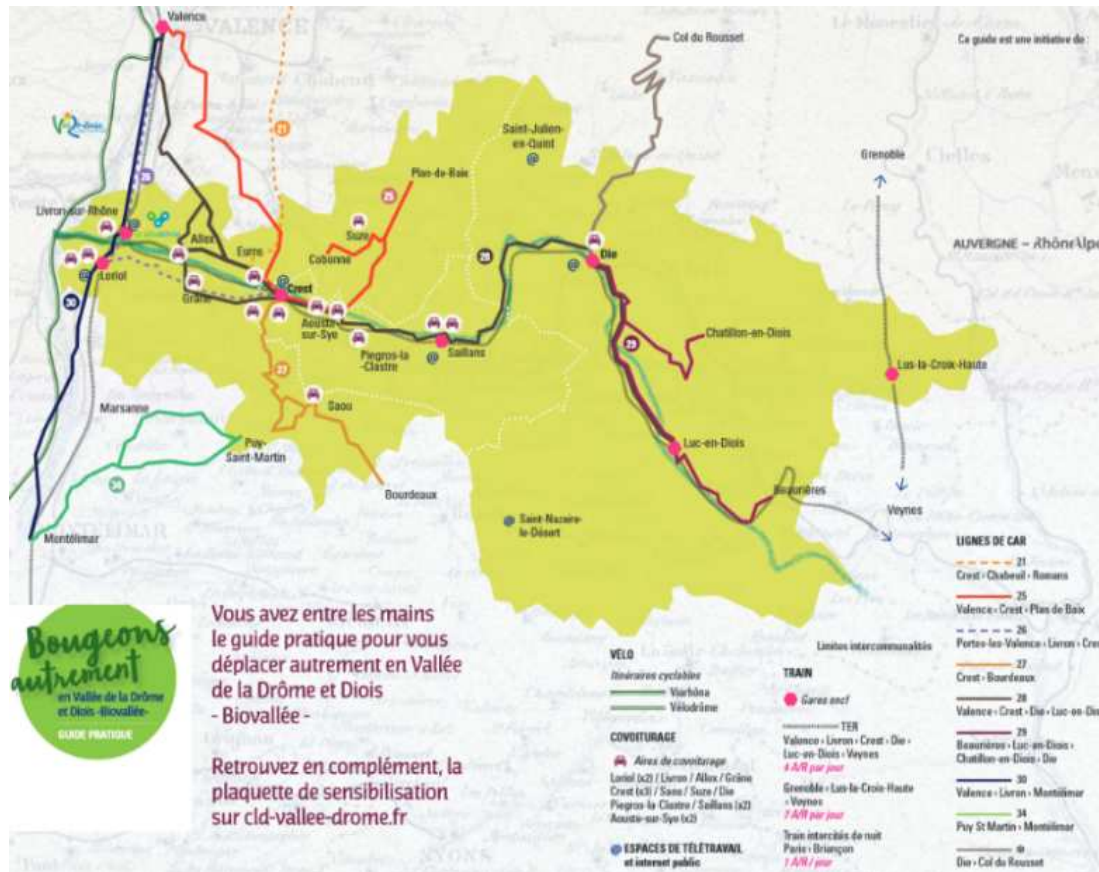 Valence
VALENCE
Col du Rousset
Ce guide est une initiative de :
21
Saint-Julien-
en-Quint
@
Grenoble
Plan-de-Baix
26
25
Livron-sur-Rhône
Suze
Allex
Eurre
Cobonne
28
Die
AUVERGNE – RhôneAlpes
Loriol
Crest
Grâne
30
Aouste-
sur-Sye
Chatillon-en-Diois
Piegros-la
-Clastre
Saillans
29
Lus-la-Croix-Haute
27
Marsanne
Saou
Luc-en-Diois
Puy-
Saint-Martin
34
Bourdeaux
Beaurières
Saint-Nazaire-
le-Désert
Veynes
Montélimar
Bougeons
autrement
en Vallée de la Drôme
et Diois -Biovallée-
GUIDE PRATIQUE
Vous avez entre les mains
le guide pratique pour vous
déplacer autrement en Vallée
de la Drôme et Diois
- Biovallée -
Retrouvez en complément, la
plaquette de sensibilisation
sur cld-vallee-drome.fr
VÉLO
Itinéraires cyclables
Viarhôna
Vélodrôme
COVOITURAGE
Aires de covoiturage
Loriol (x2) / Livron / Allex / Grâne
Crest (x3) / Saou / Suze / Die
Piegros-la Clastre / Saillans (x2)
Aouste-sur-Sye (x2)
@ ESPACES DE TÉLÉTRAVAIL
et internet public
Limites intercommunalités
TRAIN
Gares sncf
TER
Valence › Livron › Crest › Die ›
Luc-en-Diois › Veynes
4 A/R par jour
Grenoble › Lus-la-Croix-Haute
› Veynes
7 A/R par jour
Train intercités de nuit
Paris › Briançon
1 A/R / jour
LIGNES DE CAR
21
Crest › Chabeuil › Romans
25
Valence › Crest › Plan de Baix
26
Portes-les-Valence › Livron › Crest
27
Crest › Bourdeaux
28
Valence › Crest › Die › Luc-en-Diois
29
Beaurières › Luc-en-Diois ›
Chatillon-en-Diois › Die
30
Valence › Livron › Montélimar
34
Puy St Martin › Montélimar
Die › Col du Rousset